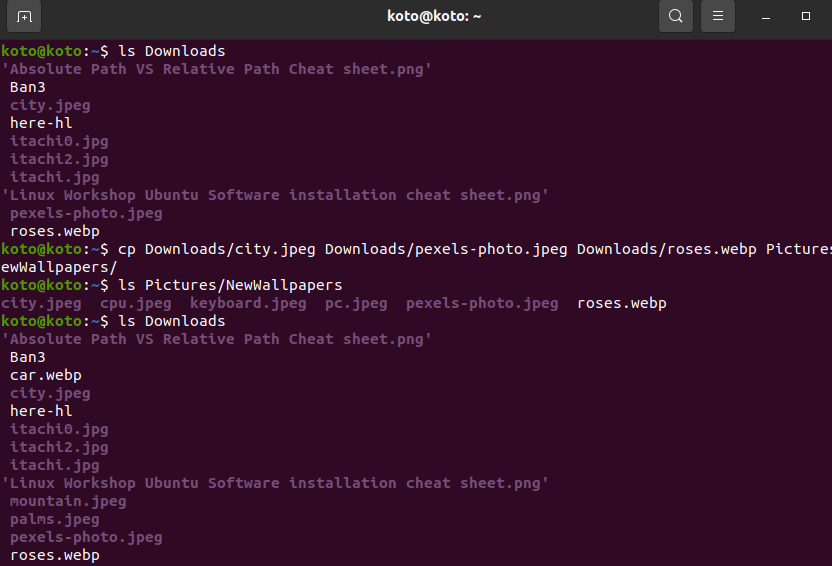 koto@koto: ~
koto@koto:~$ ls Downloads
'Absolute Path VS Relative Path Cheat sheet.png'
Ban3
city.jpeg
here-hl
itachi0.jpg
itachi2.jpg
itachi.jpg
'Linux Workshop Ubuntu Software installation cheat sheet.png'
pexels-photo.jpeg
roses.webp
koto@koto:~$ cp Downloads/city.jpeg Downloads/pexels-photo.jpeg Downloads/roses.webp Pictures
ewWallpapers/
koto@koto:~$ ls Pictures/NewWallpapers
city.jpeg cpu.jpeg keyboard.jpeg pc.jpeg pexels-photo.jpeg roses.webp
koto@koto:~$ ls Downloads
'Absolute Path VS Relative Path Cheat sheet.png'
Ban3
car.webp
city.jpeg
here-hl
itachi0.jpg
itachi2.jpg
itachi.jpg
'Linux Workshop Ubuntu Software installation cheat sheet.png'
mountain.jpeg
palms.jpeg
pexels-photo.jpeg
roses.webp